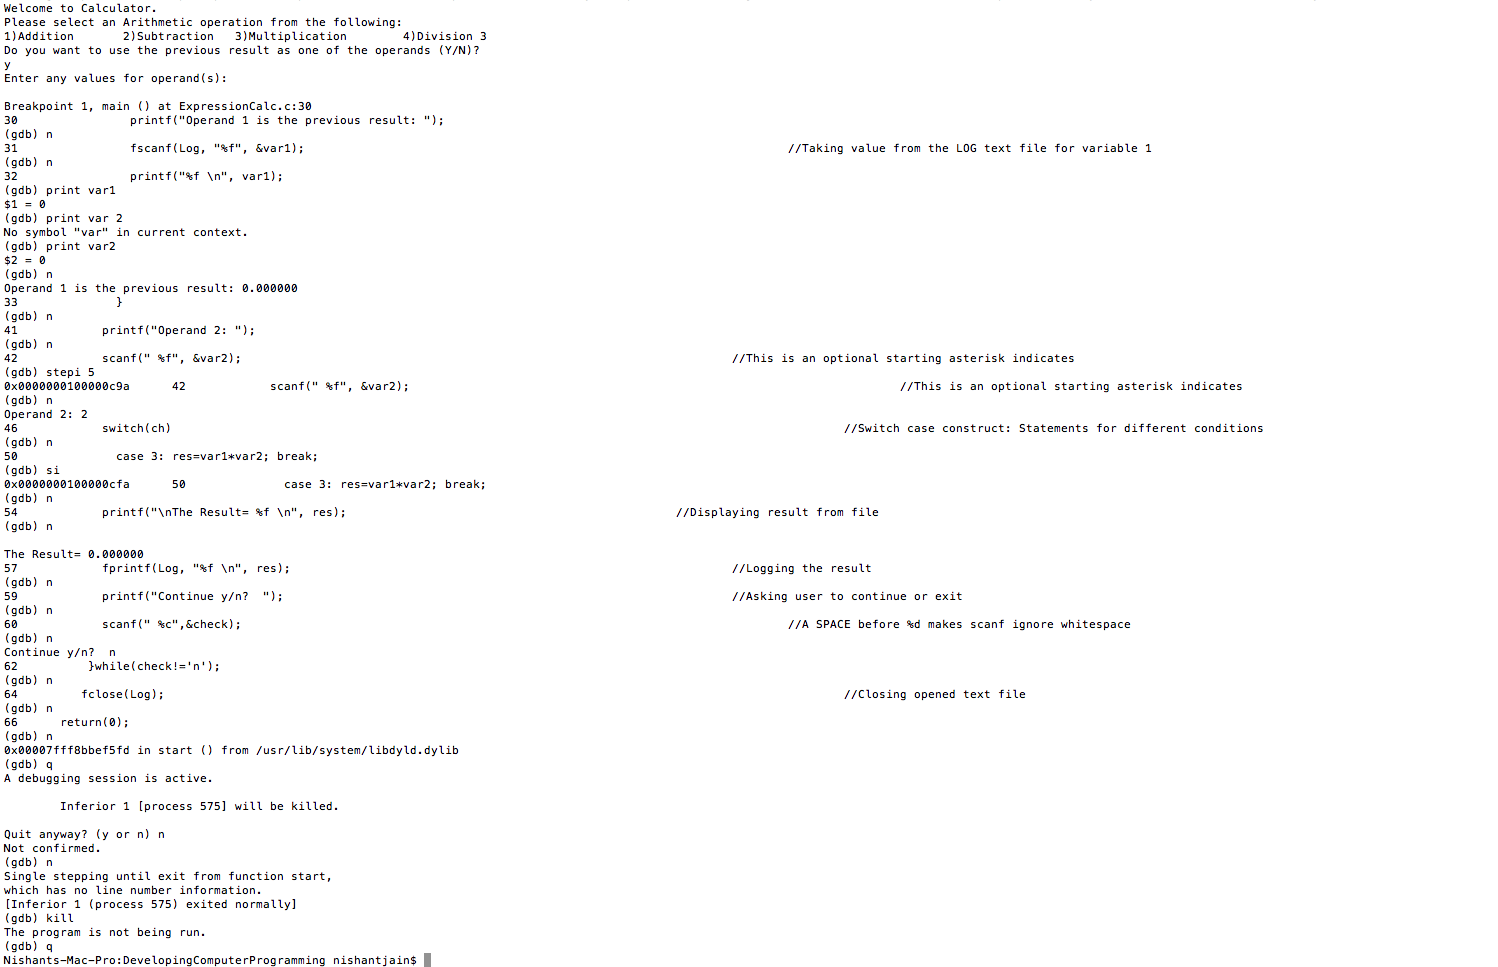 Welcome to Calculator.
Please select an Arithmetic operation from the following:
1)Addition       2)Subtraction   3)Multiplication        4)Division 3
Do you want to use the previous result as one of the operands (Y/N)?
y
Enter any values for operand(s):

Breakpoint 1, main () at ExpressionCalc.c:30
30                printf("Operand 1 is the previous result: ");
(gdb) n
31                fscanf(Log, "%f", &var1);                                                                     //Taking value from the LOG text file for variable 1
(gdb) n
32                printf("%f \n", var1);
(gdb) print var1
$1 = 0
(gdb) print var 2
No symbol "var" in current context.
(gdb) print var2
$2 = 0
(gdb) n
Operand 1 is the previous result: 0.000000
33              }
(gdb) n
41            printf("Operand 2: ");
(gdb) n
42            scanf(" %f", &var2);                                                                      //This is an optional starting asterisk indicates
(gdb) stepi 5
0x0000000100000c9a      42            scanf(" %f", &var2);                                                                      //This is an optional starting asterisk indicates
(gdb) n
Operand 2: 2
46            switch(ch)                                                                                                //Switch case construct: Statements for different conditions
(gdb) n
50              case 3: res=var1*var2; break;
(gdb) si
0x0000000100000cfa      50              case 3: res=var1*var2; break;
(gdb) n
54            printf("\nThe Result= %f \n", res);                                               //Displaying result from file
(gdb) n

The Result= 0.000000
57            fprintf(Log, "%f \n", res);                                                               //Logging the result
(gdb) n
59            printf("Continue y/n?  ");                                                                //Asking user to continue or exit
(gdb) n
60            scanf(" %c",&check);                                                                              //A SPACE before %d makes scanf ignore whitespace
(gdb) n
Continue y/n?  n
62          }while(check!='n');
(gdb) n
64         fclose(Log);                                                                                                 //Closing opened text file
(gdb) n
66      return(0);
(gdb) n
0x00007fff8bbef5fd in start () from /usr/lib/system/libdyld.dylib
(gdb) q
A debugging session is active.

        Inferior 1 [process 575] will be killed.

Quit anyway? (y or n) n
Not confirmed.
(gdb) n
Single stepping until exit from function start,
which has no line number information.
[Inferior 1 (process 575) exited normally]
(gdb) kill
The program is not being run.
(gdb) q
Nishants-Mac-Pro:DevelopingComputerProgramming nishantjain$